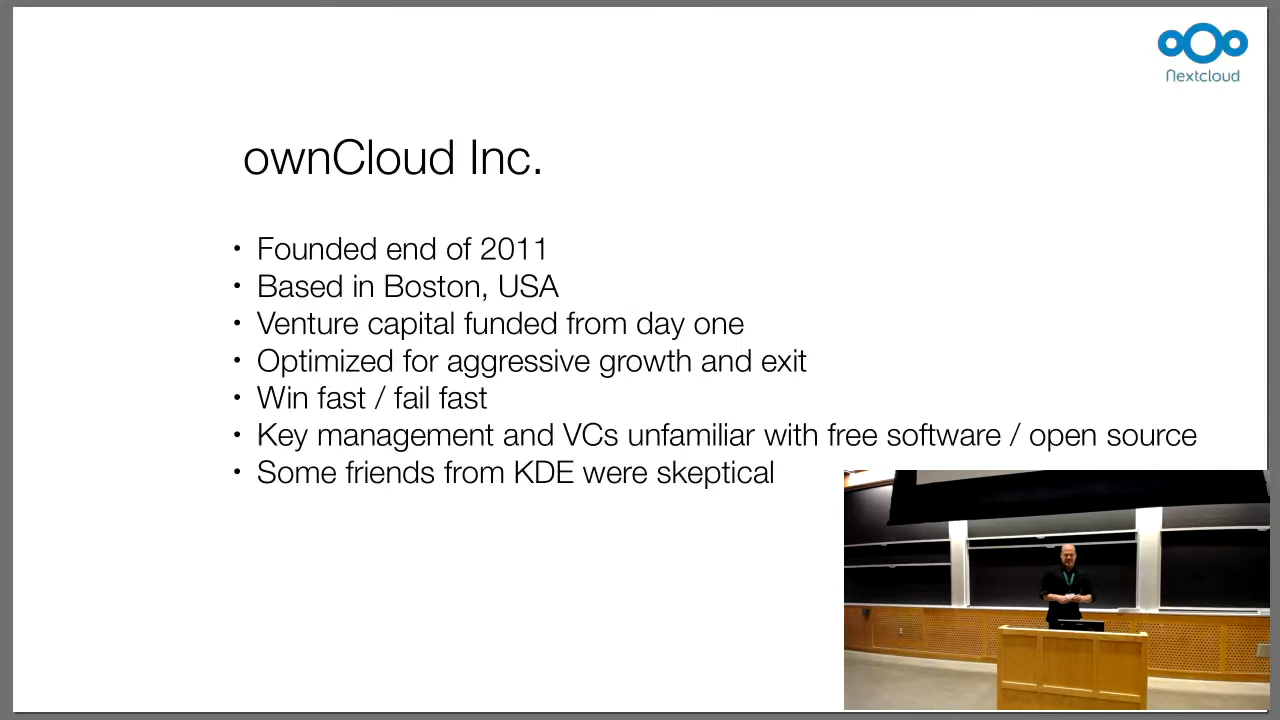 Nextcloud
ownCloud Inc.
• Founded end of 2011
• Based in Boston, USA
• Venture capital funded from day one
• Optimized for aggressive growth and exit
• Win fast / fail fast
• Key management and VCs unfamiliar with free software / open source
• Some friends from KDE were skeptical